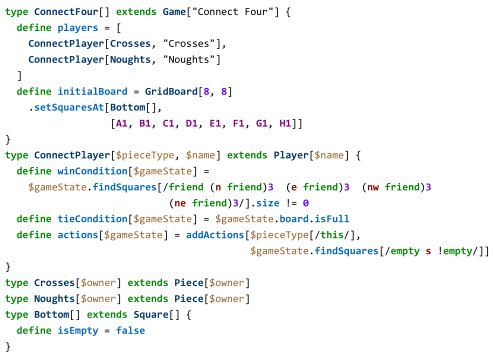 type ConnectFour[] extends Game["Connect Four"] {
define players = [
ConnectPlayer[Crosses, "Crosses"],
ConnectPlayer[Noughts, "Noughts"]
]
define initialBoard = GridBoard[8, 8]
.setSquaresAt[Bottom[],
[A1, B1, C1, D1, E1, F1, G1, H1]]
}
type ConnectPlayer[$pieceType, $name] extends Player[$name] {
define winCondition[$gameState] =
$gameState.findSquares[/friend (n friend)3 (e friend)3 (nw friend)3
(ne friend)3/].size != 0
define tieCondition[$gameState] = $gameState.board.isFull
define actions[$gameState] = addActions[$pieceType[/this/],
$gameState.findSquares[/empty s !empty/]]
}
type Crosses[$owner] extends Piece[$owner]
type Noughts[$owner] extends Piece[$owner]
type Bottom[] extends Square[] {
define isEmpty = false
}